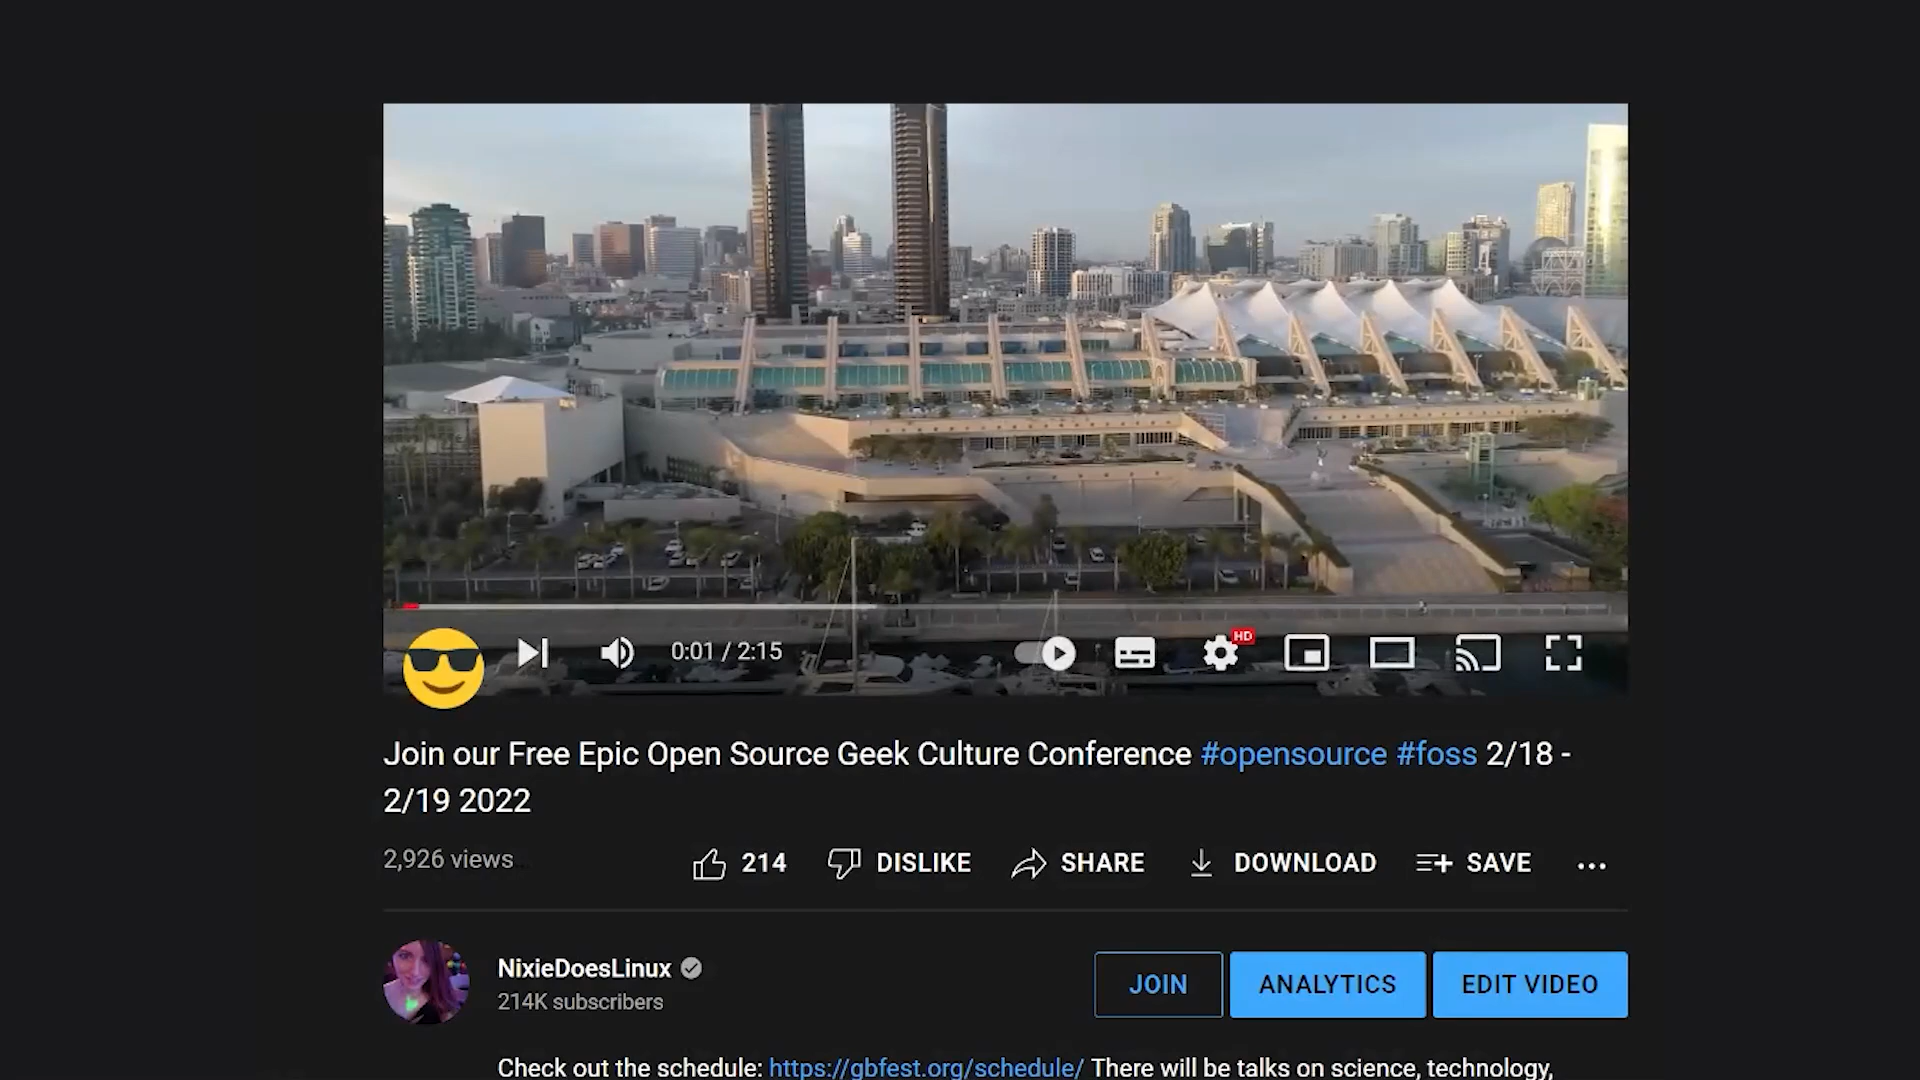 HD
0:01 / 2:15
Join our Free Epic Open Source Geek Culture Conference #opensource #foss 2/18 -
2/19 2022
2,926 views
214 DISLIKE SHARE DOWNLOAD SAVE
NixieDoesLinux
214K subscribers
JOIN ANALYTICS EDIT VIDEO
Check out the schedule: https://gbfest.org/schedule/ There will be talks on science, technology,